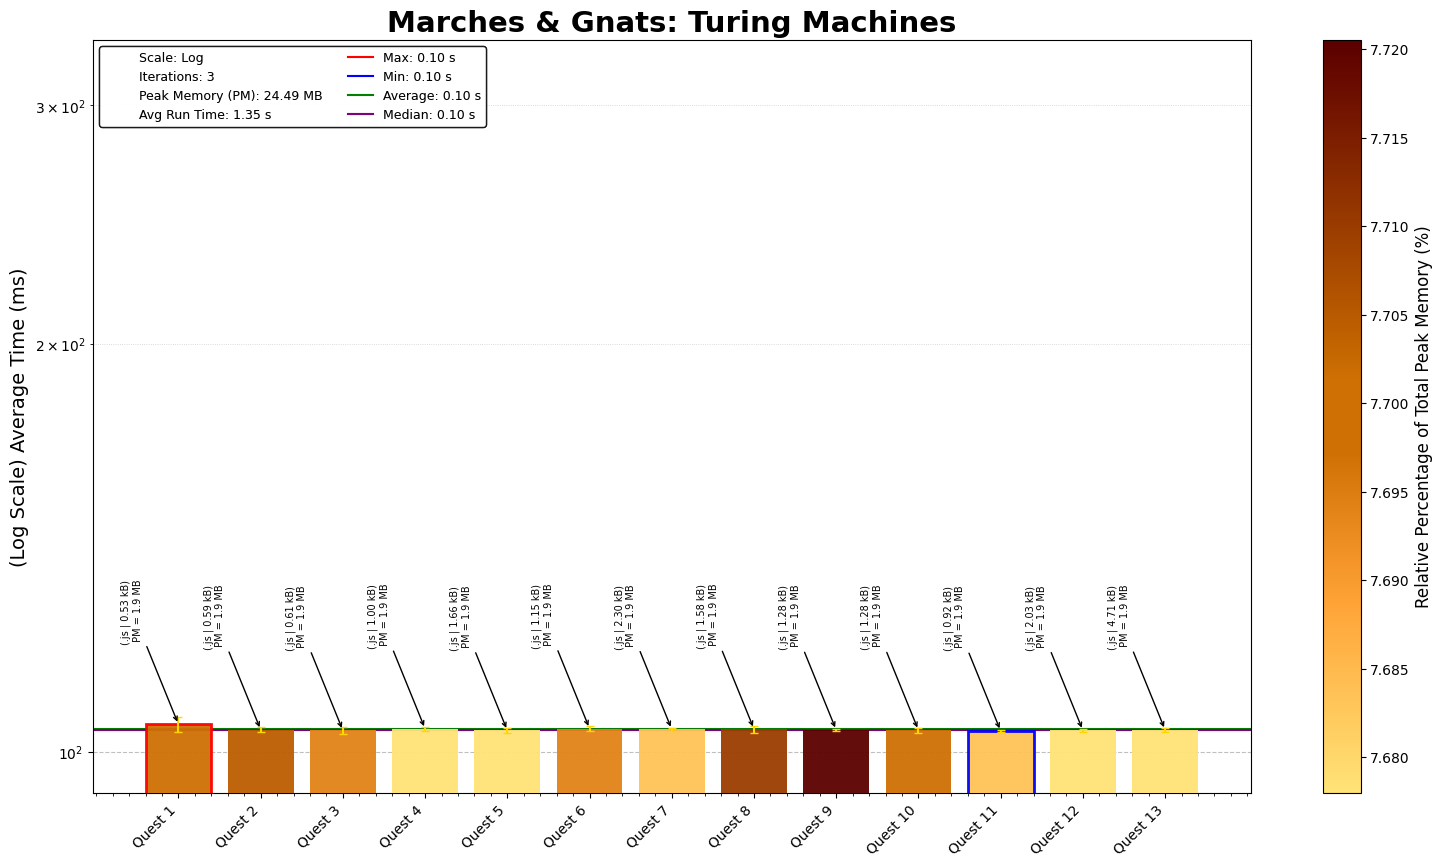 Marches & Gnats: Turing Machines
Scale: Log
Iterations: 3
Peak Memory (PM): 24.49 MB
Avg Run Time: 1.35 s
Max: 0.10 s
Min: 0.10 s
Average: 0.10 s
Median: 0.10 s
(Log Scale) Average Time (ms)
3 × 10²
2 × 10²
10²
(.js | 0.53 kB)
PM = 1.9 MB
(.js | 0.59 kB)
PM = 1.9 MB
(.js | 0.61 kB)
PM = 1.9 MB
(.js | 1.00 kB)
PM = 1.9 MB
(.js | 1.66 kB)
PM = 1.9 MB
(.js | 1.15 kB)
PM = 1.9 MB
(.js | 2.30 kB)
PM = 1.9 MB
(.js | 1.58 kB)
PM = 1.9 MB
(.js | 1.28 kB)
PM = 1.9 MB
(.js | 1.28 kB)
PM = 1.9 MB
(.js | 0.92 kB)
PM = 1.9 MB
(.js | 2.03 kB)
PM = 1.9 MB
(.js | 4.71 kB)
PM = 1.9 MB
Quest 1
Quest 2
Quest 3
Quest 4
Quest 5
Quest 6
Quest 7
Quest 8
Quest 9
Quest 10
Quest 11
Quest 12
Quest 13
7.720
7.715
7.710
7.705
7.700
7.695
7.690
7.685
7.680
Relative Percentage of Total Peak Memory (%)